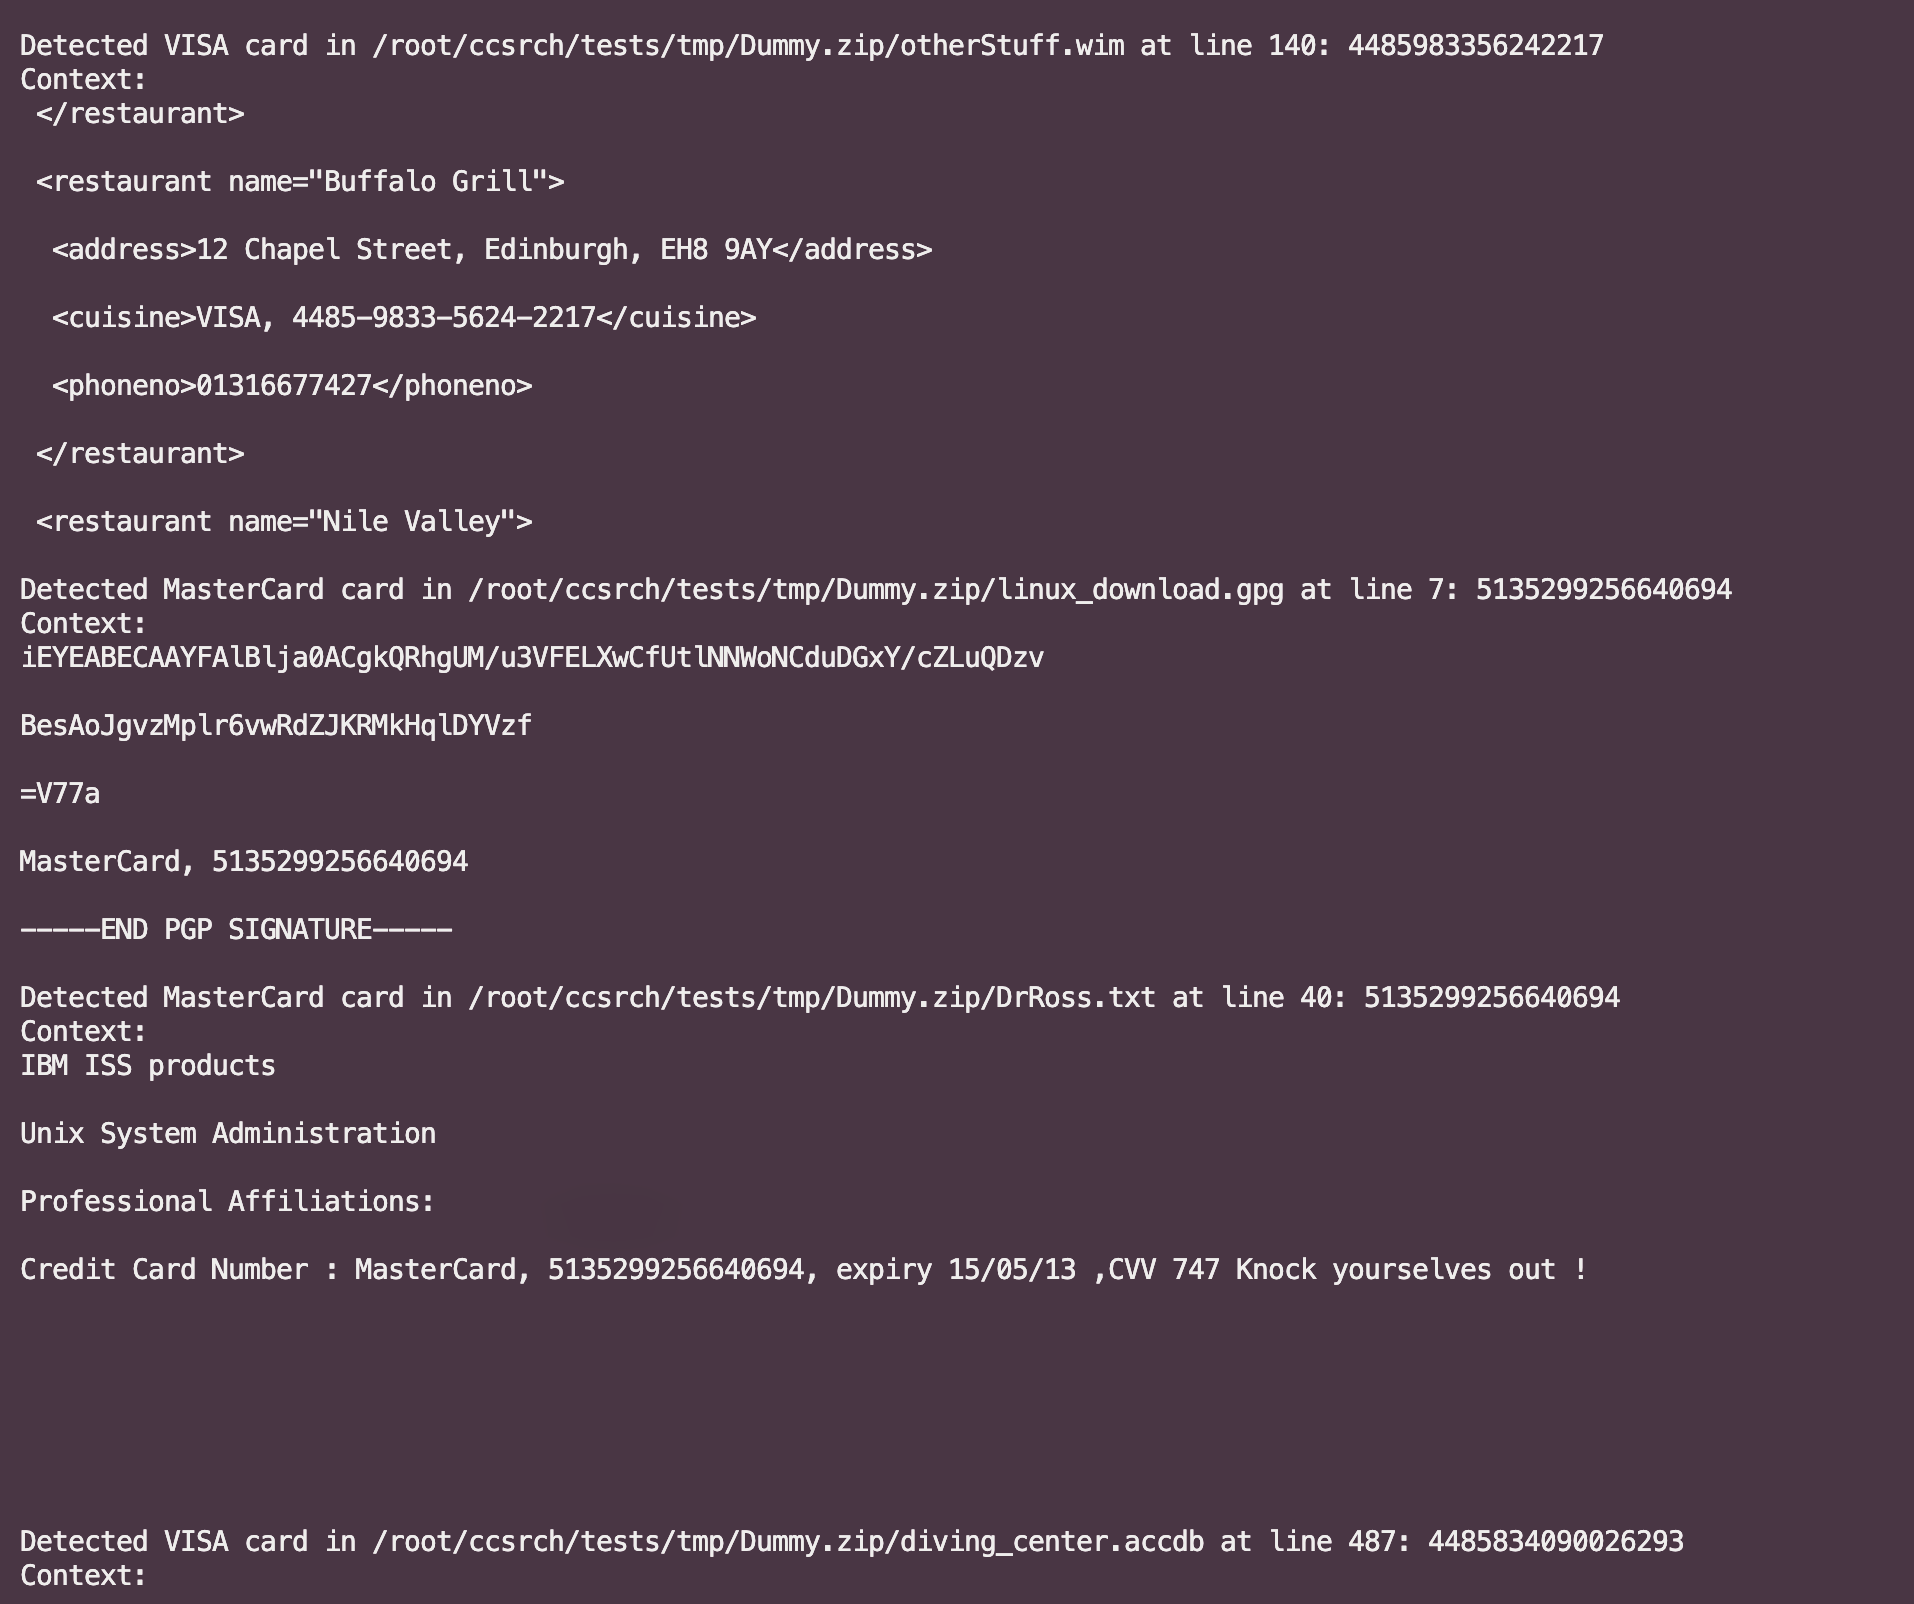 Detected VISA card in /root/ccsrch/tests/tmp/Dummy.zip/otherStuff.wim at line 140: 4485983356242217
Context:
</restaurant>
<restaurant name="Buffalo Grill">
<address>12 Chapel Street, Edinburgh, EH8 9AY</address>
<cuisine>VISA, 4485-9833-5624-2217</cuisine>
<phoneno>01316677427</phoneno>
</restaurant>
<restaurant name="Nile Valley">
Detected MasterCard card in /root/ccsrch/tests/tmp/Dummy.zip/linux_download.gpg at line 7: 5135299256640694
Context:
iEYEABECAAYFAlBlja0ACgkQRhgUM/u3VFELXwCfUtlNNWoNCduDGxY/cZLuQDzv
BesAoJgvzMplr6vwRdZJKRMkHqlDYVzf
=V77a
MasterCard, 5135299256640694
-----END PGP SIGNATURE-----
Detected MasterCard card in /root/ccsrch/tests/tmp/Dummy.zip/DrRoss.txt at line 40: 5135299256640694
Context:
IBM ISS products
Unix System Administration
Professional Affiliations:
Credit Card Number : MasterCard, 5135299256640694, expiry 15/05/13 ,CVV 747 Knock yourselves out !
Detected VISA card in /root/ccsrch/tests/tmp/Dummy.zip/diving_center.accdb at line 487: 4485834090026293
Context: